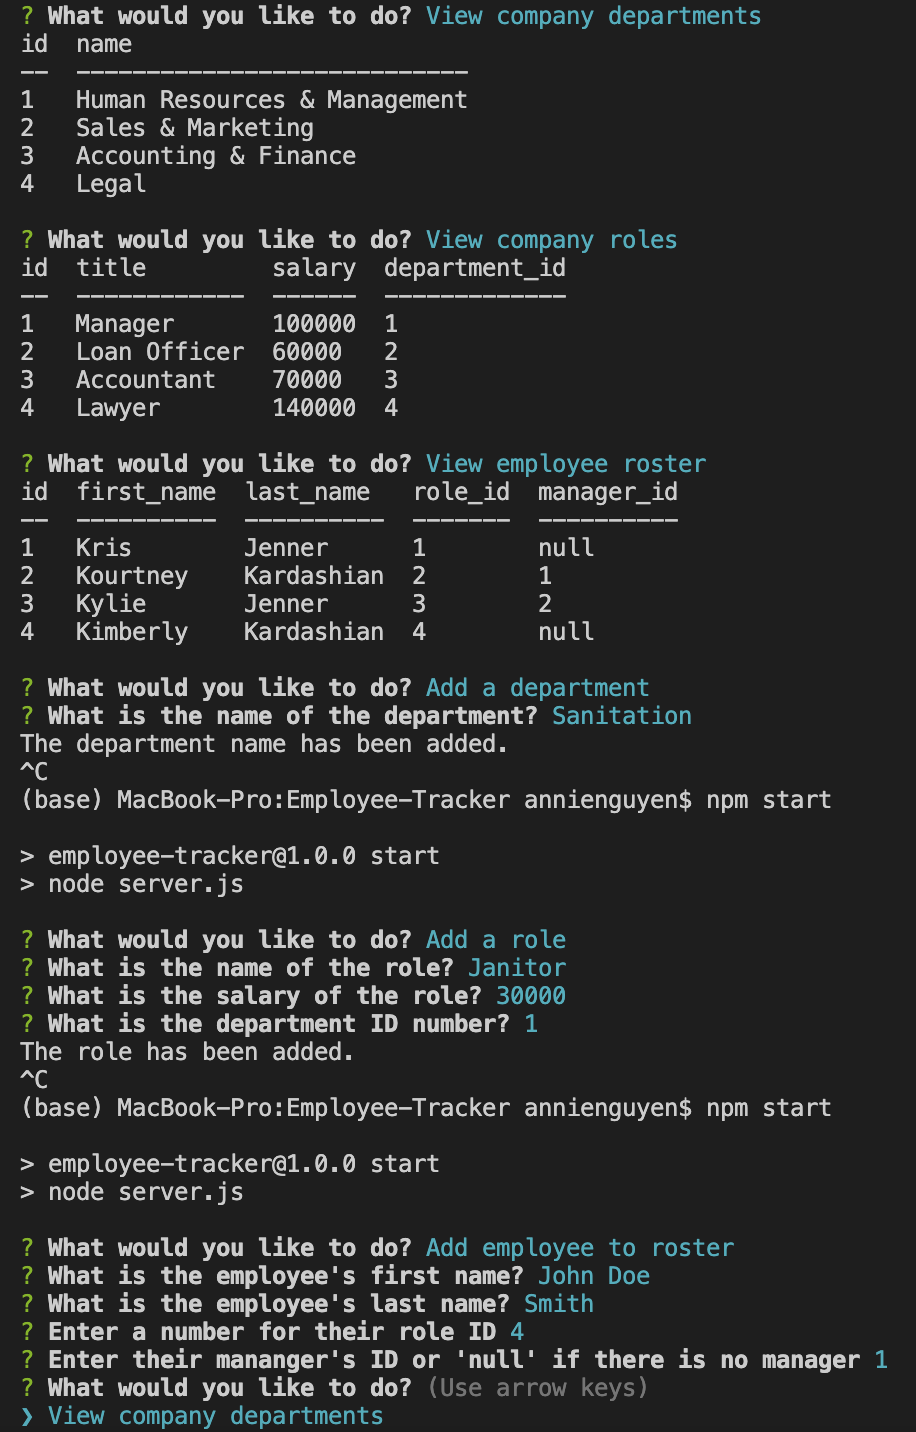 ? What would you like to do? View company departments
id  name
--  ----------------------------
1   Human Resources & Management
2   Sales & Marketing
3   Accounting & Finance
4   Legal
? What would you like to do? View company roles
id  title         salary  department_id
--  ------------  ------  -------------
1   Manager       100000  1
2   Loan Officer  60000   2
3   Accountant    70000   3
4   Lawyer        140000  4
? What would you like to do? View employee roster
id  first_name  last_name   role_id  manager_id
--  ----------  ----------  -------  ----------
1   Kris        Jenner      1        null
2   Kourtney    Kardashian  2        1
3   Kylie       Jenner      3        2
4   Kimberly    Kardashian  4        null
? What would you like to do? Add a department
? What is the name of the department? Sanitation
The department name has been added.
^C
(base) MacBook-Pro:Employee-Tracker annienguyen$ npm start
> employee-tracker@1.0.0 start
> node server.js
? What would you like to do? Add a role
? What is the name of the role? Janitor
? What is the salary of the role? 30000
? What is the department ID number? 1
The role has been added.
^C
(base) MacBook-Pro:Employee-Tracker annienguyen$ npm start
> employee-tracker@1.0.0 start
> node server.js
? What would you like to do? Add employee to roster
? What is the employee's first name? John Doe
? What is the employee's last name? Smith
? Enter a number for their role ID 4
? Enter their mananger's ID or 'null' if there is no manager 1
? What would you like to do? (Use arrow keys)
❯ View company departments